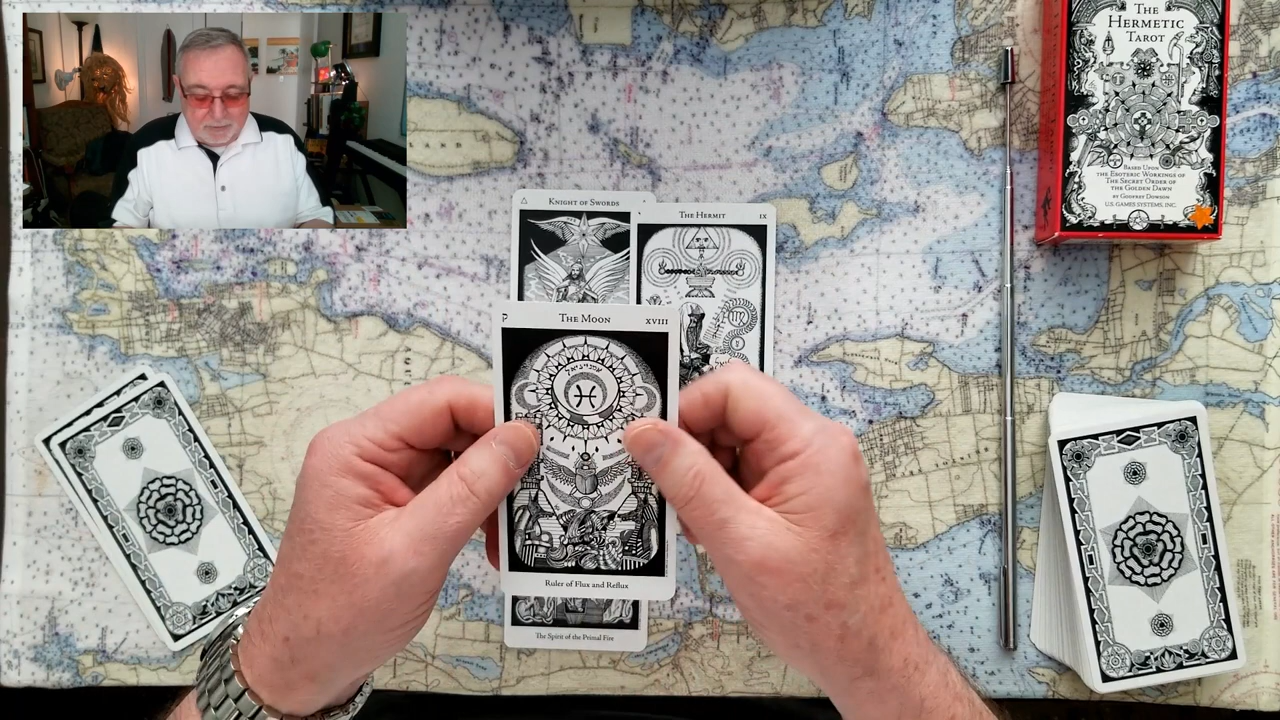 The
Hermetic
Tarot
Based Upon
the Esoteric Workings of
The Secret Order of
the Golden Dawn
by Godfrey Dowson
U.S. Games Systems, Inc.
Knight of Swords
The Hermit IX
The Moon XVIII
Ruler of Flux and Reflux
The Spirit of the Primal Fire